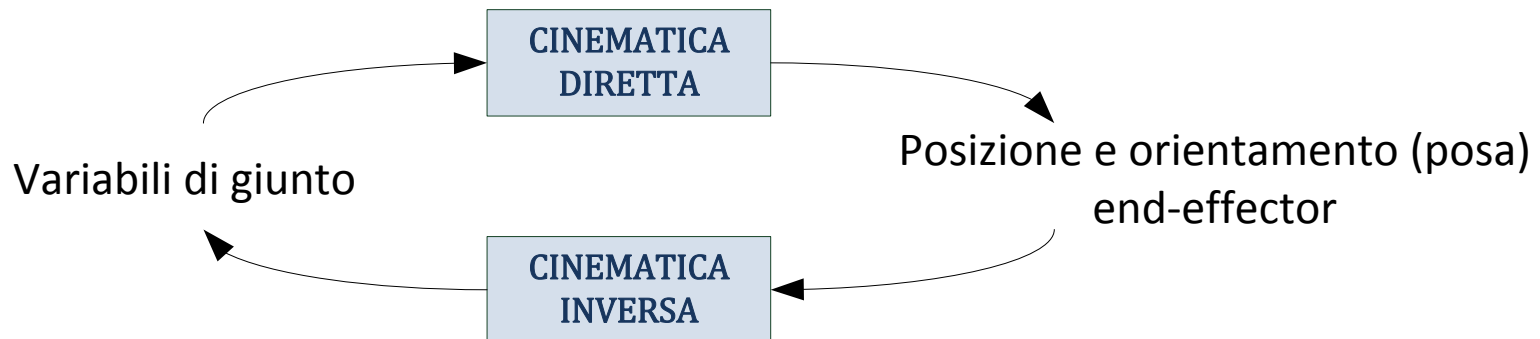 CINEMATICA
DIRETTA
Variabili di giunto
Posizione e orientamento (posa)
end-effector
CINEMATICA
INVERSA